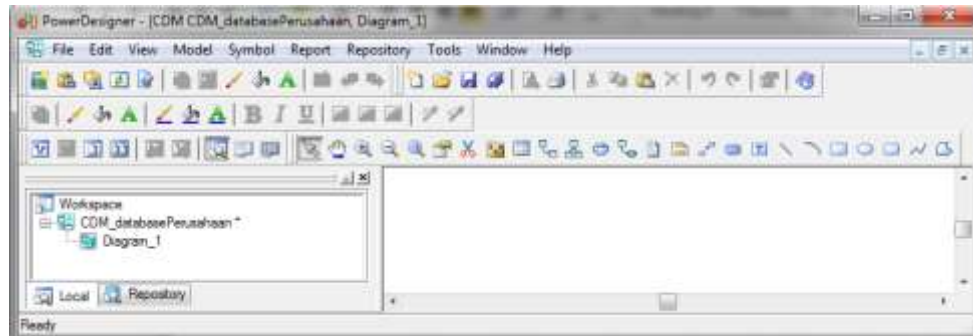 PowerDesigner - [CDM CDM_databasePerusahaan, Diagram_1]
File Edit View Model Symbol Report Repository Tools Window Help
A
A A B I U
Workspace
CDM_databasePerusahaan *
Diagram_1
Local Repository
Ready